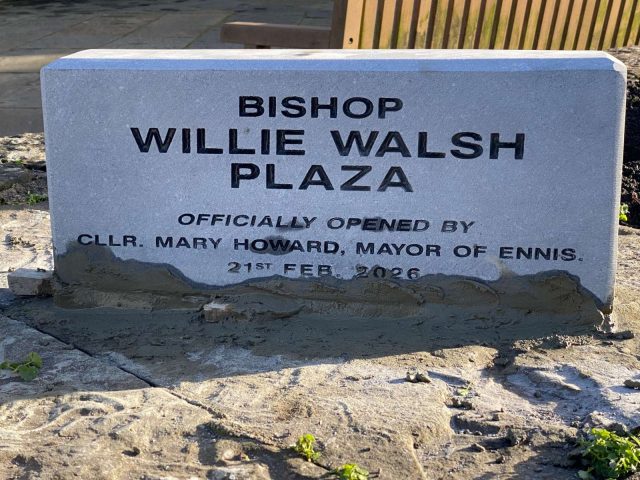 BISHOP
WILLIE WALSH
PLAZA
OFFICIALLY OPENED BY
CLLR. MARY HOWARD, MAYOR OF ENNIS.
21ST FEB. 2026